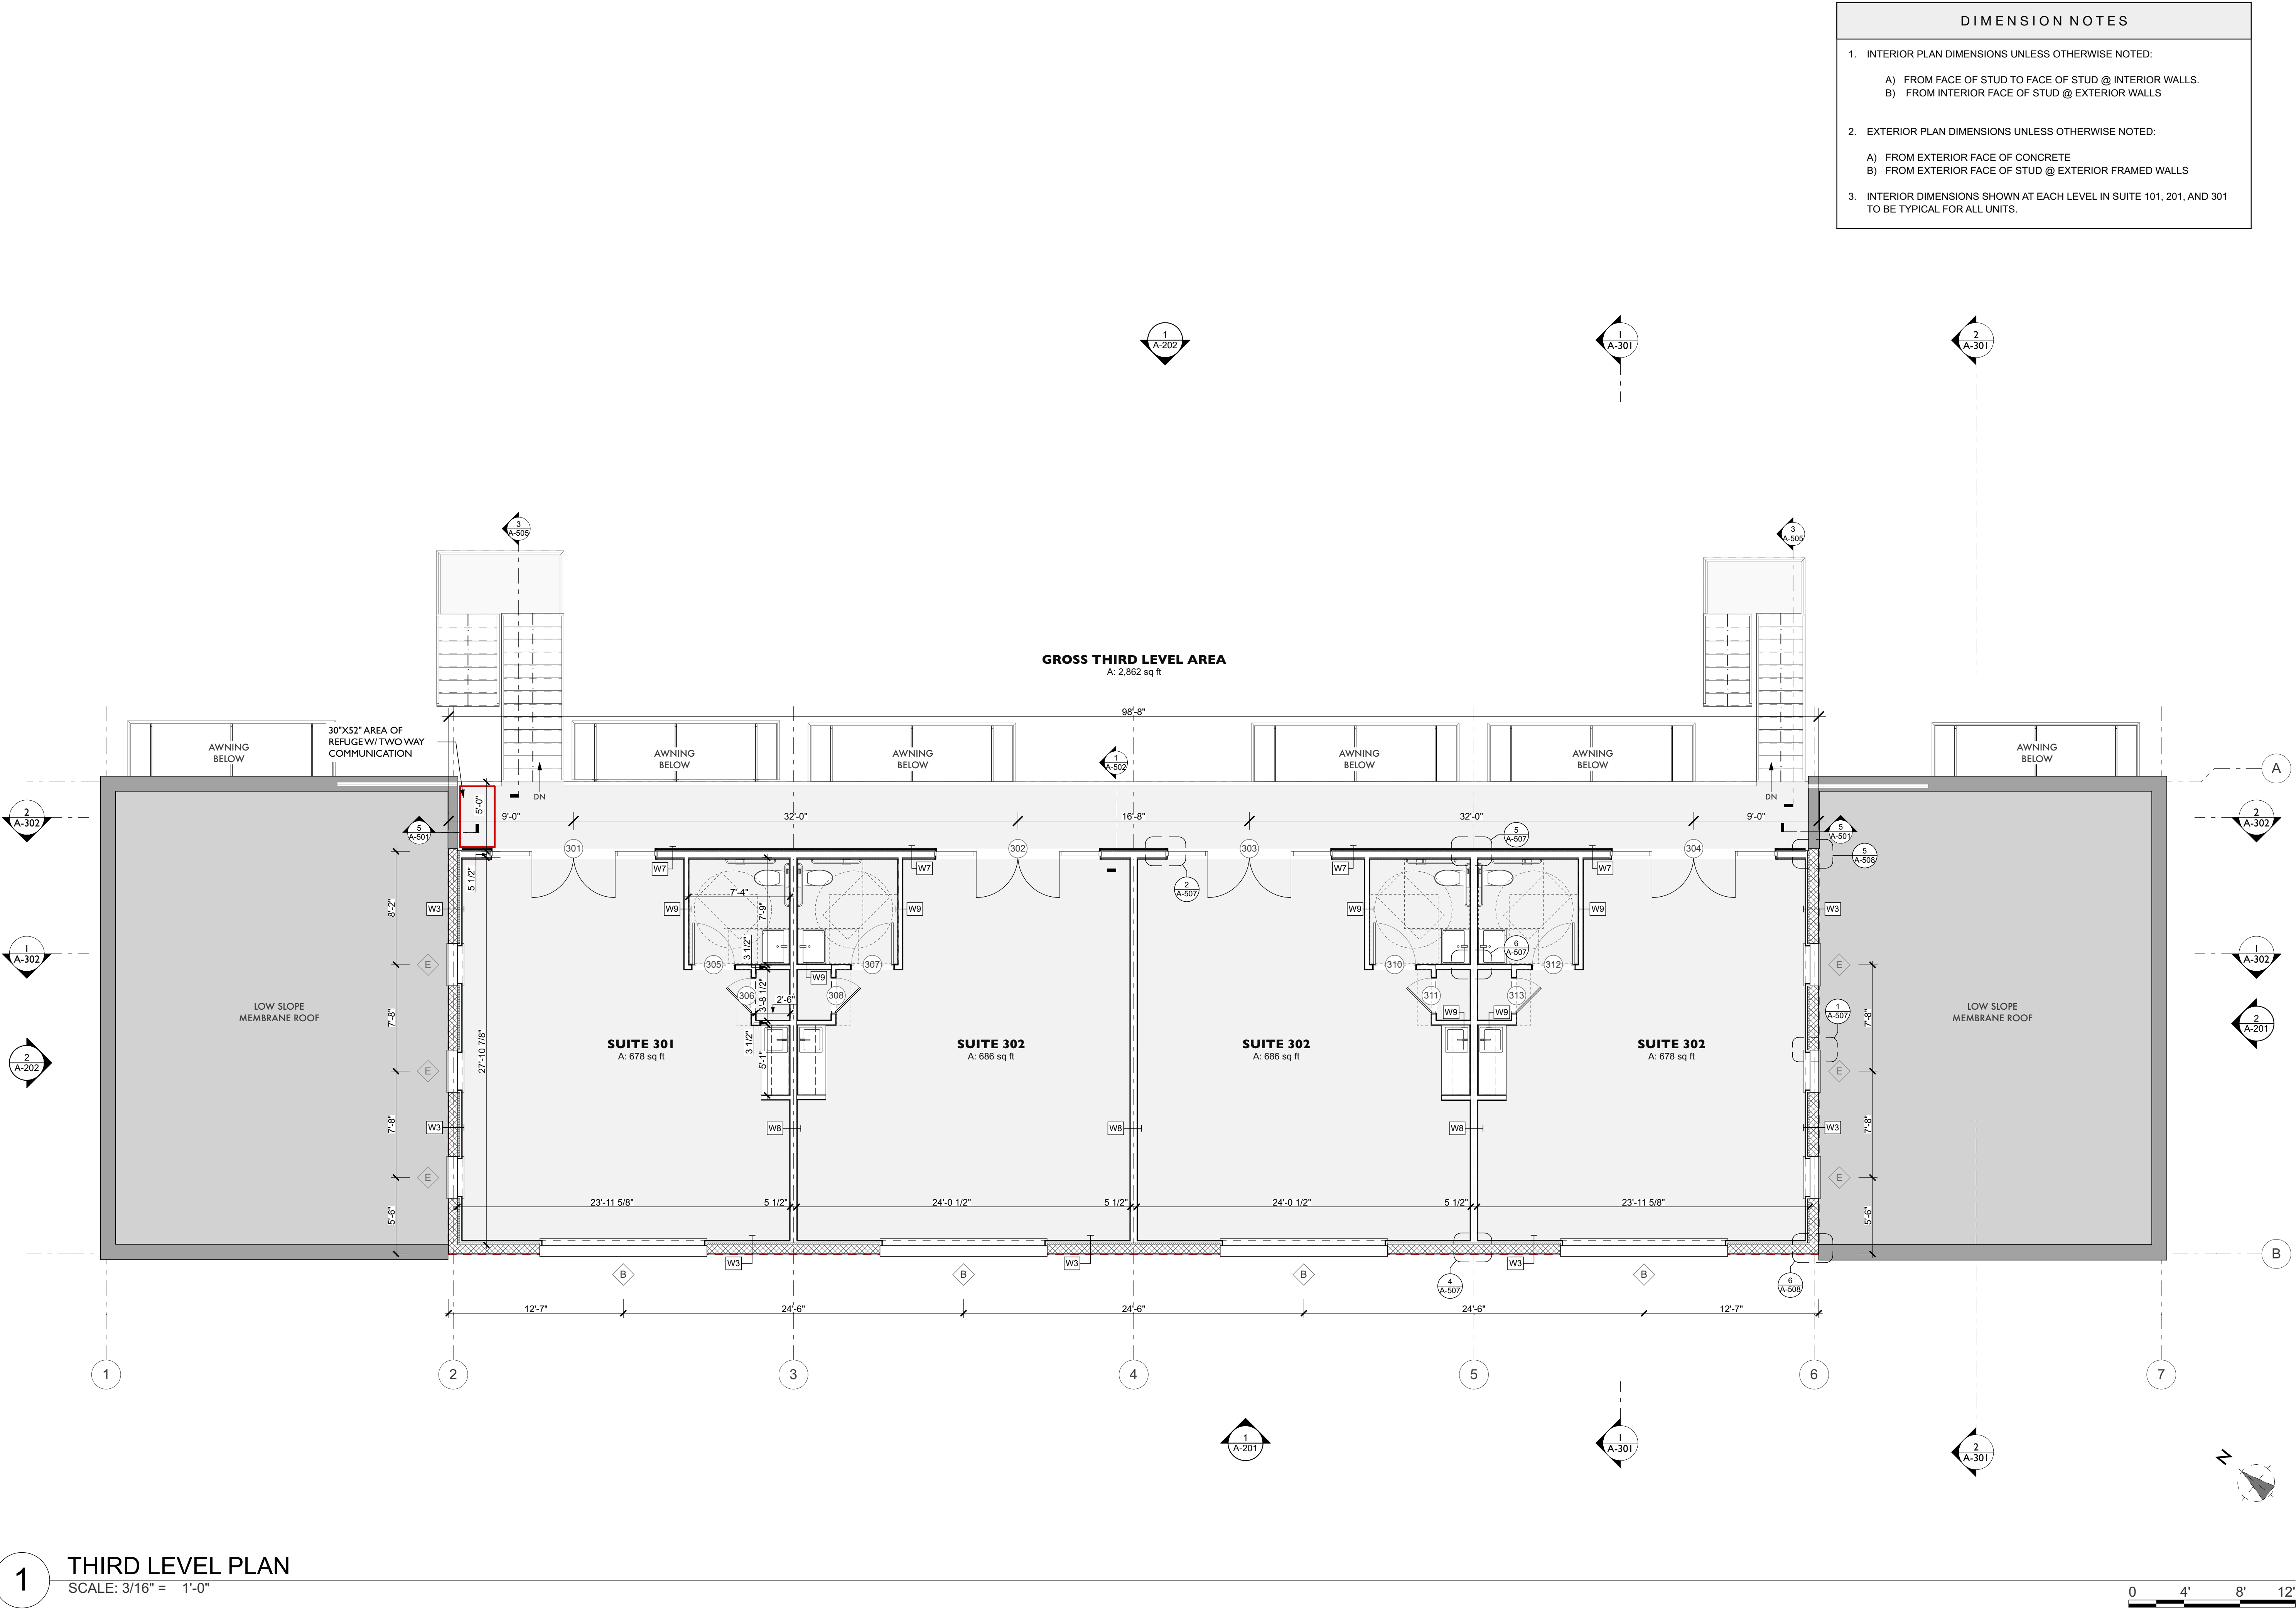 DIMENSION NOTES
1. INTERIOR PLAN DIMENSIONS UNLESS OTHERWISE NOTED:
A) FROM FACE OF STUD TO FACE OF STUD @ INTERIOR WALLS.
B) FROM INTERIOR FACE OF STUD @ EXTERIOR WALLS
2. EXTERIOR PLAN DIMENSIONS UNLESS OTHERWISE NOTED:
A) FROM EXTERIOR FACE OF CONCRETE
B) FROM EXTERIOR FACE OF STUD @ EXTERIOR FRAMED WALLS
3. INTERIOR DIMENSIONS SHOWN AT EACH LEVEL IN SUITE 101, 201, AND 301
TO BE TYPICAL FOR ALL UNITS.
1
A-202
1
A-301
2
A-301
3
A-505
3
A-505
GROSS THIRD LEVEL AREA
A: 2,862 sq ft
98'-8"
30"X52" AREA OF
REFUGE W/ TWO WAY
COMMUNICATION
AWNING
BELOW
AWNING
BELOW
AWNING
BELOW
AWNING
BELOW
AWNING
BELOW
AWNING
BELOW
1
A-502
A
DN
DN
5'-0"
9'-0"
32'-0"
16'-8"
32'-0"
9'-0"
2
A-302
5
A-501
5
A-501
2
A-302
301
302
303
304
5
A-507
5
A-508
2
A-507
5 1/2"
W7
W7
W7
W7
7'-4"
7'-9"
8'-2"
W3
W9
W9
W9
W9
W3
1
A-302
3 1/2"
6
A-507
1
A-302
E
305
307
310
312
E
W9
306
308
311
313
3'-8 1/2"
2'-6"
LOW SLOPE
MEMBRANE ROOF
LOW SLOPE
MEMBRANE ROOF
7'-8"
W9
W9
1
A-507
7'-8"
2
A-201
27'-10 7/8"
3 1/2"
5'-1"
SUITE 301
A: 678 sq ft
SUITE 302
A: 686 sq ft
SUITE 302
A: 686 sq ft
SUITE 302
A: 678 sq ft
2
A-202
E
E
7'-8"
W3
W8
W8
W8
W3
7'-8"
E
E
23'-11 5/8"
5 1/2"
24'-0 1/2"
5 1/2"
24'-0 1/2"
5 1/2"
23'-11 5/8"
5'-6"
5'-6"
B
W3
W3
W3
B
B
B
B
4
A-507
6
A-508
12'-7"
24'-6"
24'-6"
24'-6"
12'-7"
1
2
3
4
5
6
7
1
A-201
1
A-301
2
A-301
N
1
THIRD LEVEL PLAN
SCALE: 3/16" = 1'-0"
0 4' 8' 12'